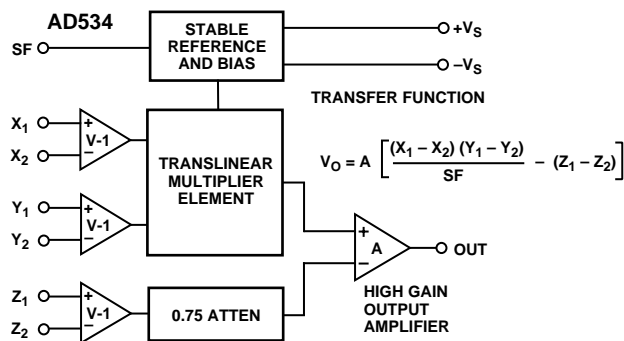 AD534
SF
STABLE
REFERENCE
AND BIAS
+VS
–VS
TRANSFER FUNCTION
X1
X2
+
–
V-1
TRANSLINEAR
MULTIPLIER
ELEMENT
VO = A [ (X1 – X2) (Y1 – Y2) / SF – (Z1 – Z2) ]
Y1
Y2
+
–
V-1
+
–
A
OUT
HIGH GAIN
OUTPUT
AMPLIFIER
Z1
Z2
+
–
V-1
0.75 ATTEN